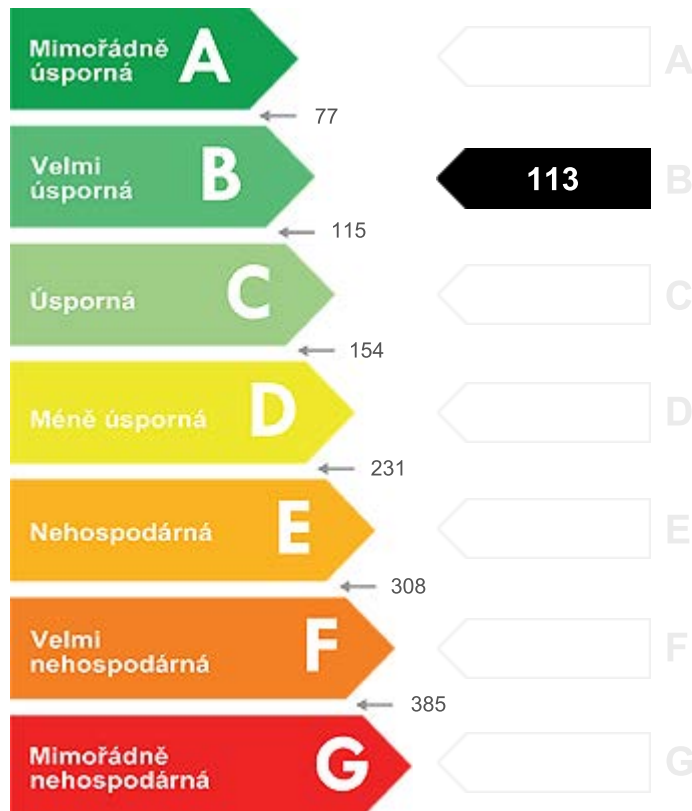 Mimořádně
úsporná
A
A
77
Velmi
úsporná
B
113
B
115
Úsporná
C
C
154
Méně úsporná
D
D
231
Nehospodárná
E
E
308
Velmi
nehospodárná
F
F
385
Mimořádně
nehospodárná
G
G